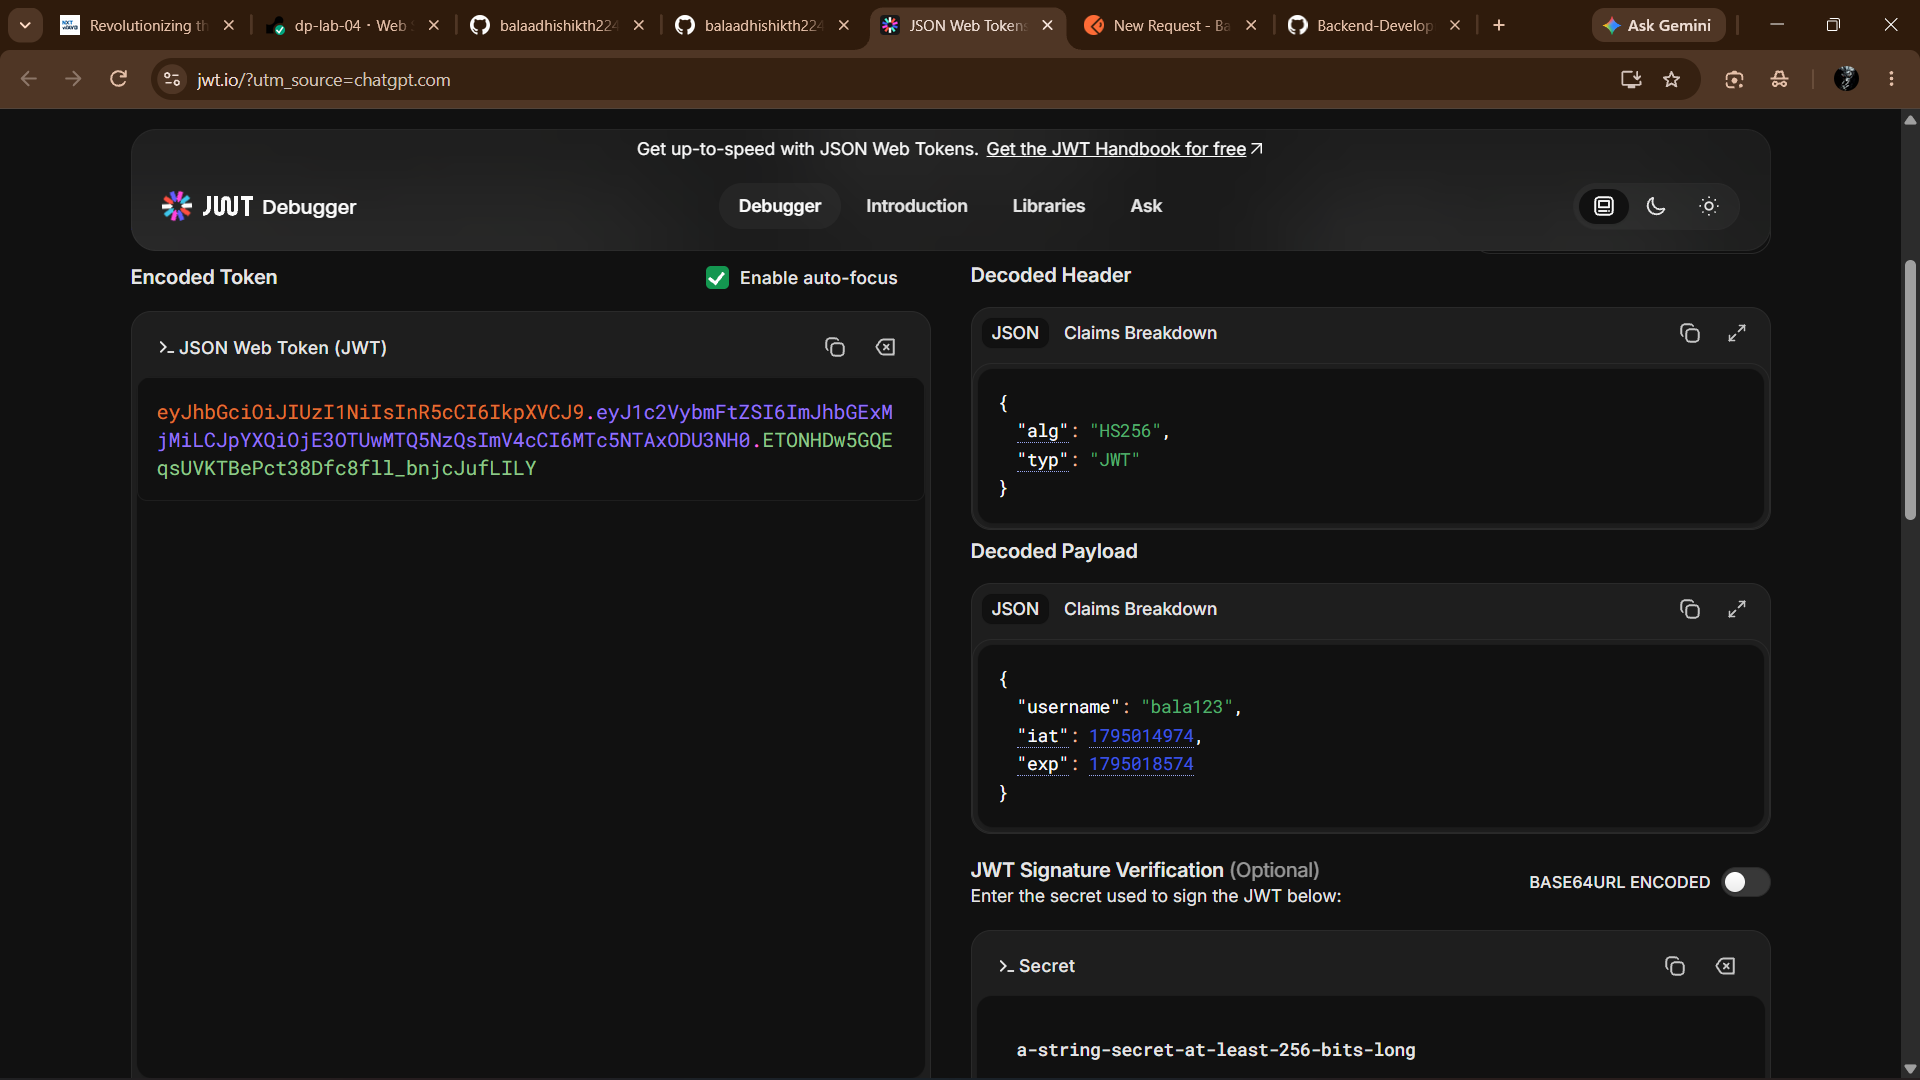 Revolutionizing th
dp-lab-04 · Web S
balaadhishikth224
balaadhishikth224
JSON Web Tokens
New Request - Ba
Backend-Develop
Ask Gemini
jwt.io/?utm_source=chatgpt.com
Get up-to-speed with JSON Web Tokens. Get the JWT Handbook for free
JWT Debugger
Debugger
Introduction
Libraries
Ask
Encoded Token
Enable auto-focus
JSON Web Token (JWT)
eyJhbGciOiJIUzI1NiIsInR5cCI6IkpXVCJ9.eyJ1c2VybmFtZSI6ImJhbGExM
jMiLCJpYXQiOjE3OTUwMTQ5NzQsImV4cCI6MTc5NTAxODU3NH0.ETONHDw5GQE
qsUVKTBePct38Dfc8fll_bnjcJufLILY
Decoded Header
JSON
Claims Breakdown
{
"alg": "HS256",
"typ": "JWT"
}
Decoded Payload
JSON
Claims Breakdown
{
"username": "bala123",
"iat": 1795014974,
"exp": 1795018574
}
JWT Signature Verification (Optional)
Enter the secret used to sign the JWT below:
BASE64URL ENCODED
Secret
a-string-secret-at-least-256-bits-long